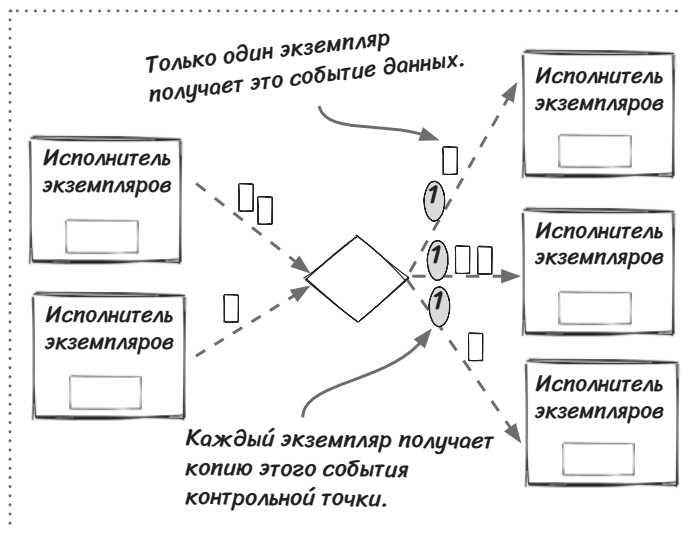 Только один экземпляр
получает это событие данных.
Исполнитель
экземпляров
Исполнитель
экземпляров
1
Исполнитель
экземпляров
1
1
Исполнитель
экземпляров
Исполнитель
экземпляров
Каждый экземпляр получает
копию этого события
контрольной точки.